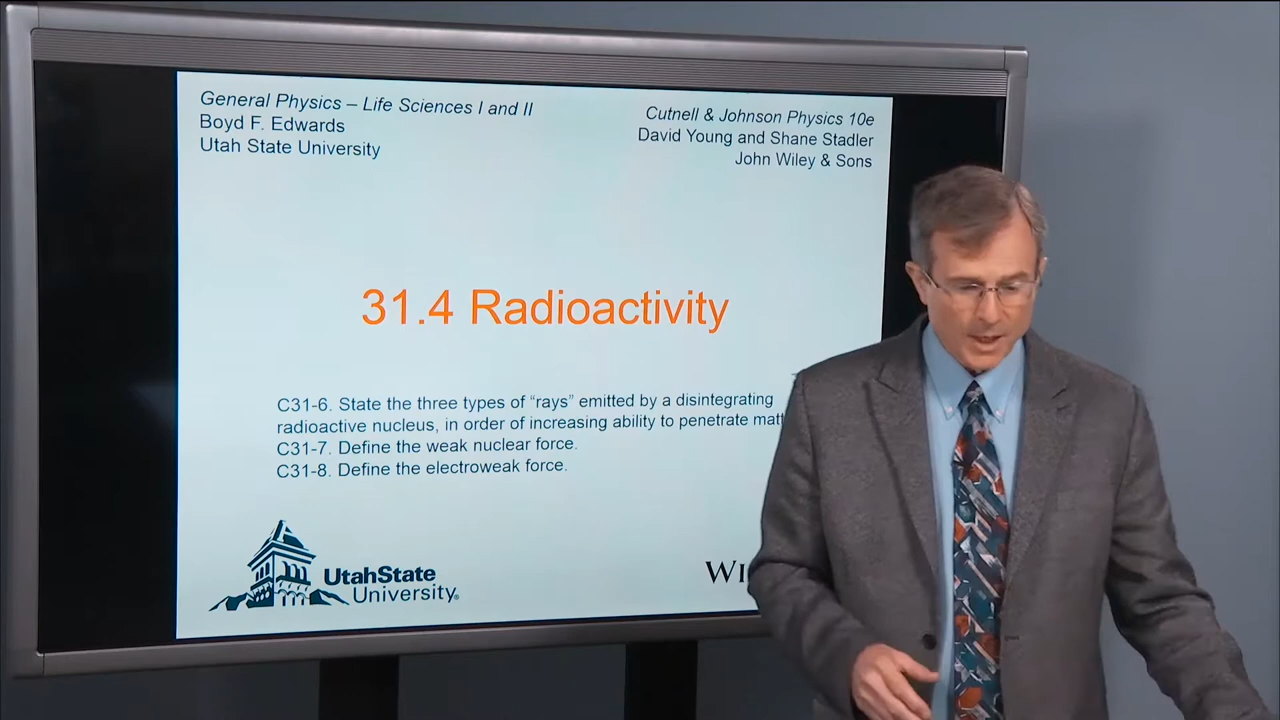 General Physics – Life Sciences I and II
Boyd F. Edwards
Utah State University
Cutnell & Johnson Physics 10e
David Young and Shane Stadler
John Wiley & Sons
31.4 Radioactivity
C31-6. State the three types of “rays” emitted by a disintegrating
radioactive nucleus, in order of increasing ability to penetrate
C31-7. Define the weak nuclear force.
C31-8. Define the electroweak force.
UtahState
University